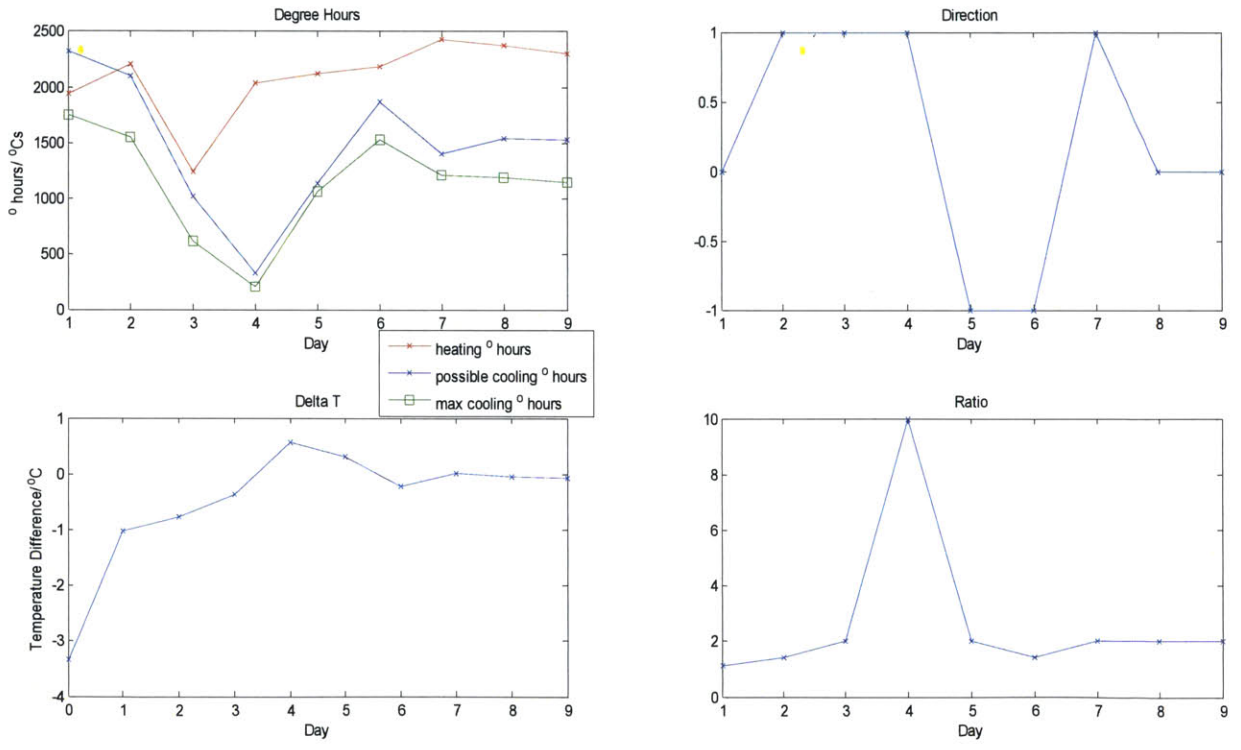 Degree Hours
2500
2000
1500
1000
500
0
° hours/ °Cs
1 2 3 4 5 6 7 8 9
Day
heating ° hours
possible cooling ° hours
max cooling ° hours
Direction
1
0.5
0
-0.5
-1
1 2 3 4 5 6 7 8 9
Day
Delta T
1
0
-1
-2
-3
-4
Temperature Difference/°C
0 1 2 3 4 5 6 7 8 9
Day
Ratio
10
8
6
4
2
0
1 2 3 4 5 6 7 8 9
Day